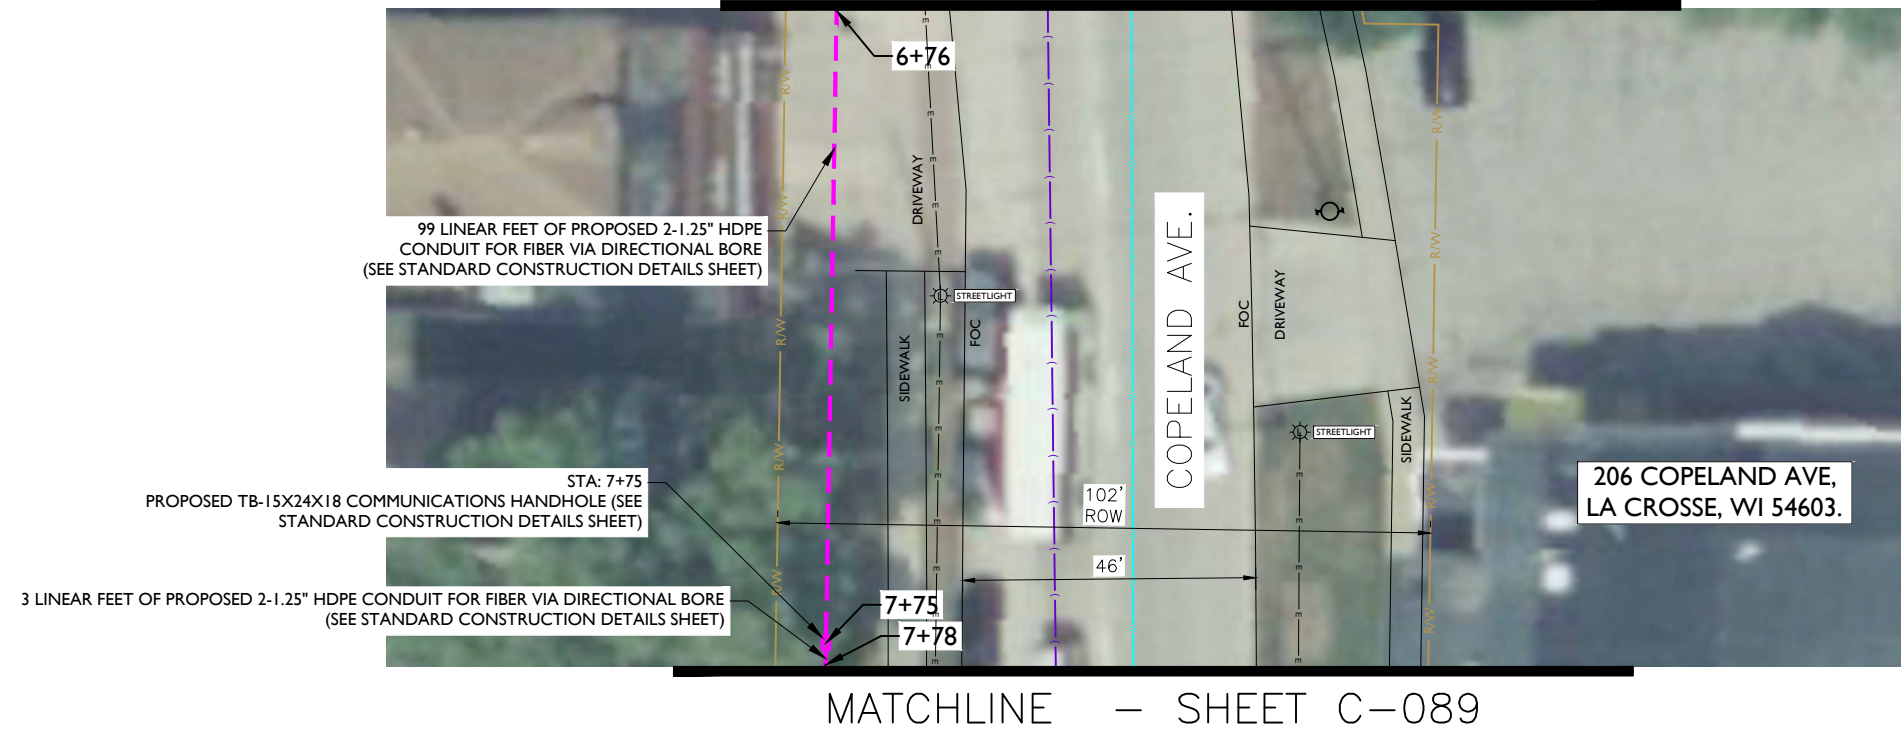 6+76
R/W
R/W
DRIVEWAY
R/W
R/W
99 LINEAR FEET OF PROPOSED 2-1.25" HDPE
CONDUIT FOR FIBER VIA DIRECTIONAL BORE
(SEE STANDARD CONSTRUCTION DETAILS SHEET)
COPELAND AVE.
STREETLIGHT
FOC
FOC
DRIVEWAY
R/W
R/W
SIDEWALK
STREETLIGHT
SIDEWALK
R/W
R/W
206 COPELAND AVE,
LA CROSSE, WI 54603.
STA: 7+75
PROPOSED TB-15X24X18 COMMUNICATIONS HANDHOLE (SEE
STANDARD CONSTRUCTION DETAILS SHEET)
102'
ROW
46'
R/W
R/W
3 LINEAR FEET OF PROPOSED 2-1.25" HDPE CONDUIT FOR FIBER VIA DIRECTIONAL BORE
(SEE STANDARD CONSTRUCTION DETAILS SHEET)
7+75
7+78
MATCHLINE - SHEET C-089